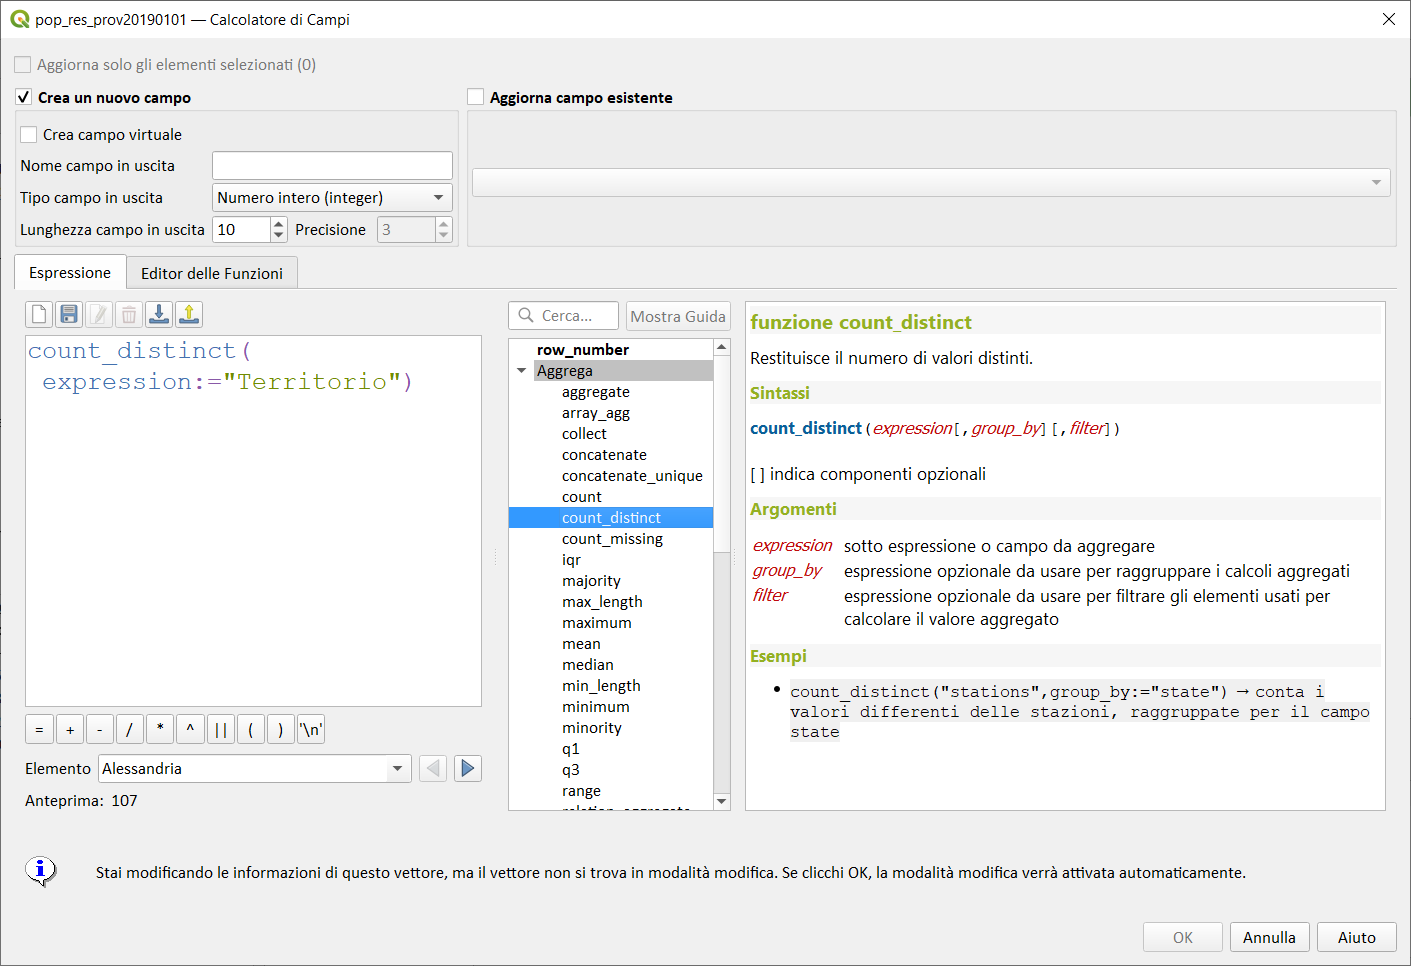 pop_res_prov20190101 — Calcolatore di Campi
Aggiorna solo gli elementi selezionati (0)
Crea un nuovo campo
Aggiorna campo esistente
Crea campo virtuale
Nome campo in uscita
Tipo campo in uscita Numero intero (integer)
Lunghezza campo in uscita 10 Precisione 3
Espressione Editor delle Funzioni
count_distinct(
expression:="Territorio")
= + - / * ^ || ( ) '\n'
Elemento Alessandria
Anteprima: 107
Cerca... Mostra Guida
row_number
Aggrega
aggregate
array_agg
collect
concatenate
concatenate_unique
count
count_distinct
count_missing
iqr
majority
max_length
maximum
mean
median
min_length
minimum
minority
q1
q3
range
relation_aggregate
funzione count_distinct
Restituisce il numero di valori distinti.
Sintassi
count_distinct(expression[,group_by][,filter])
[ ] indica componenti opzionali
Argomenti
expression sotto espressione o campo da aggregare
group_by espressione opzionale da usare per raggruppare i calcoli aggregati
filter espressione opzionale da usare per filtrare gli elementi usati per
calcolare il valore aggregato
Esempi
• count_distinct("stations",group_by:="state") → conta i
valori differenti delle stazioni, raggruppate per il campo
state
Stai modificando le informazioni di questo vettore, ma il vettore non si trova in modalità modifica. Se clicchi OK, la modalità modifica verrà attivata automaticamente.
OK Annulla Aiuto